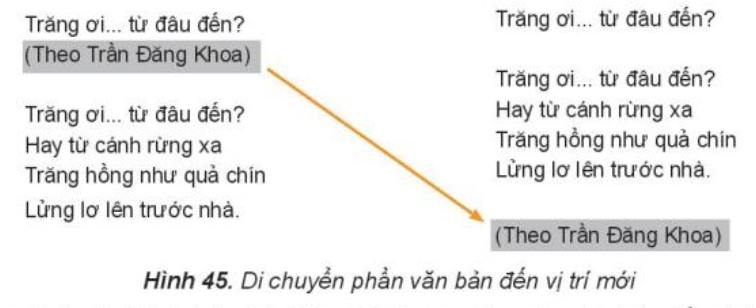 Trăng ơi... từ đâu đến?
(Theo Trần Đăng Khoa)
Trăng ơi... từ đâu đến?
Hay từ cánh rừng xa
Trăng hồng như quả chín
Lửng lơ lên trước nhà.
Trăng ơi... từ đâu đến?
Trăng ơi... từ đâu đến?
Hay từ cánh rừng xa
Trăng hồng như quả chín
Lửng lơ lên trước nhà.
(Theo Trần Đăng Khoa)
Hình 45. Di chuyển phần văn bản đến vị trí mới